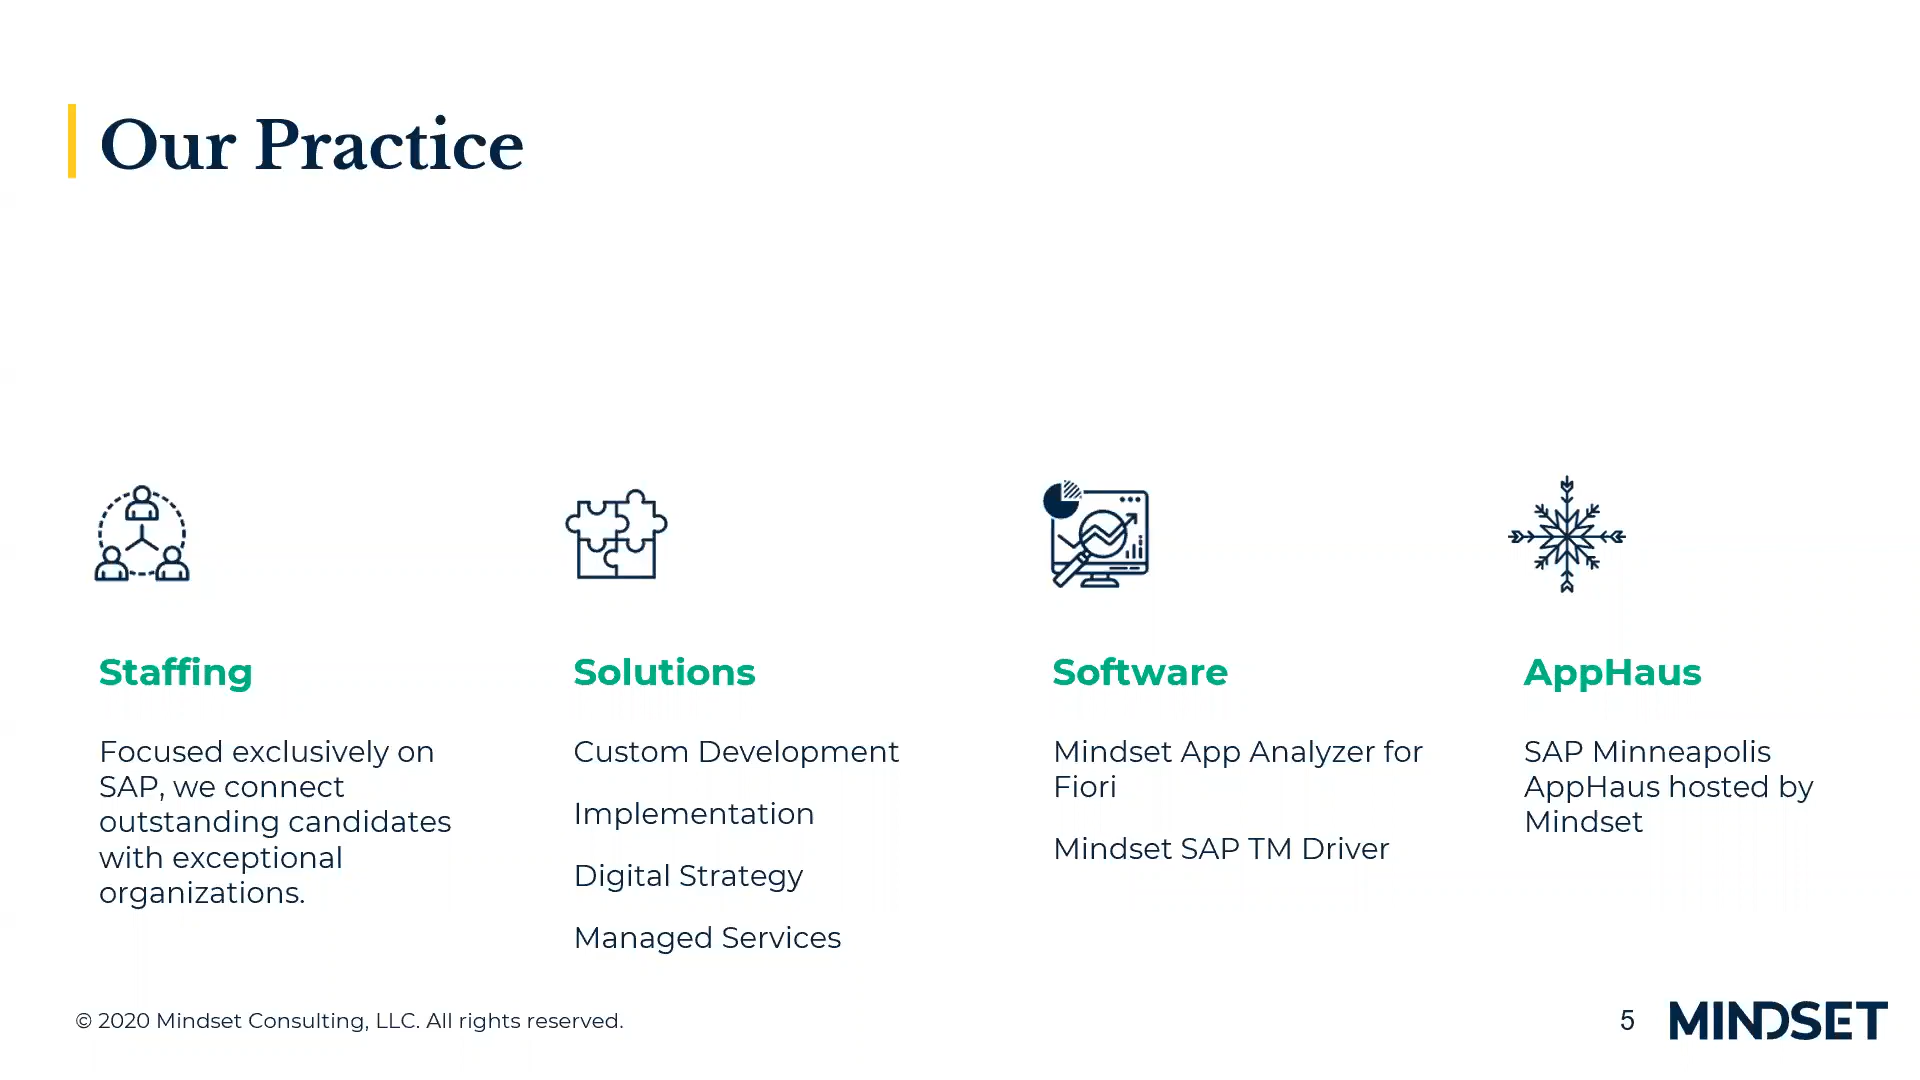 Our Practice
Staffing
Focused exclusively on
SAP, we connect
outstanding candidates
with exceptional
organizations.
Solutions
Custom Development
Implementation
Digital Strategy
Managed Services
Software
Mindset App Analyzer for
Fiori
Mindset SAP TM Driver
AppHaus
SAP Minneapolis
AppHaus hosted by
Mindset
© 2020 Mindset Consulting, LLC. All rights reserved.
5
MINDSET